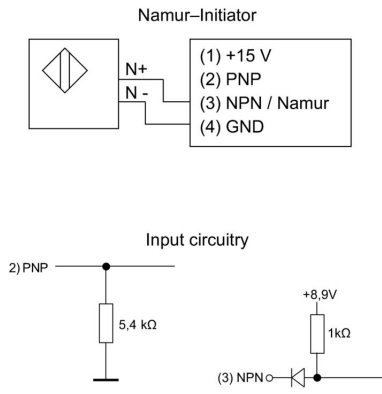 Namur–Initiator
(1) +15 V
N+
(2) PNP
N -
(3) NPN / Namur
(4) GND
Input circuitry
2) PNP
+8,9V
5,4 kΩ
1kΩ
(3) NPN